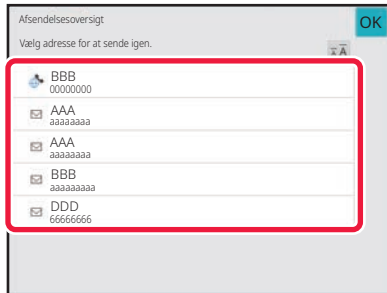 Afsendelsesoversigt
OK
Vælg adresse for at sende igen.
A A
BBB
00000000
AAA
aaaaaaaa
AAA
aaaaaaaa
BBB
aaaaaaaaa
DDD
66666666